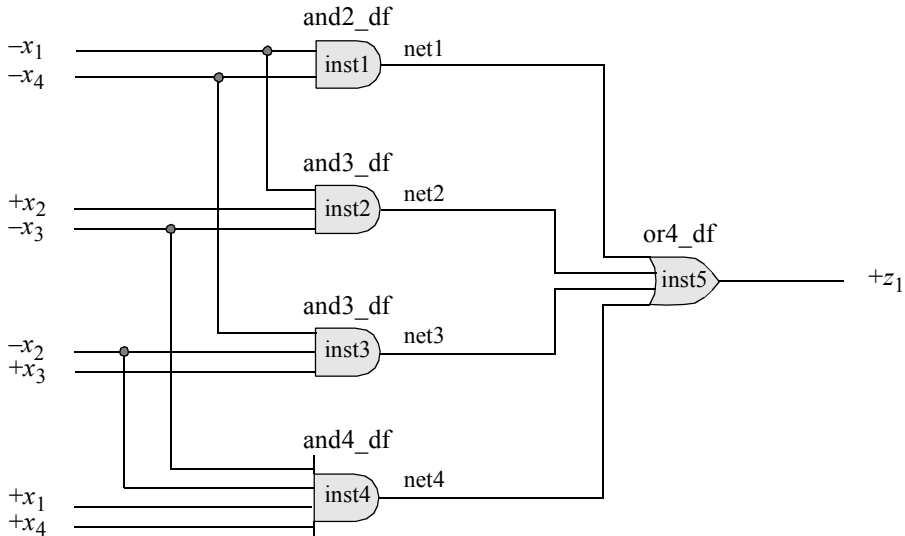 and2_df
–x1
inst1
net1
–x4
and3_df
+x2
inst2
net2
–x3
or4_df
inst5
+z1
and3_df
–x2
inst3
net3
+x3
and4_df
inst4
net4
+x1
+x4